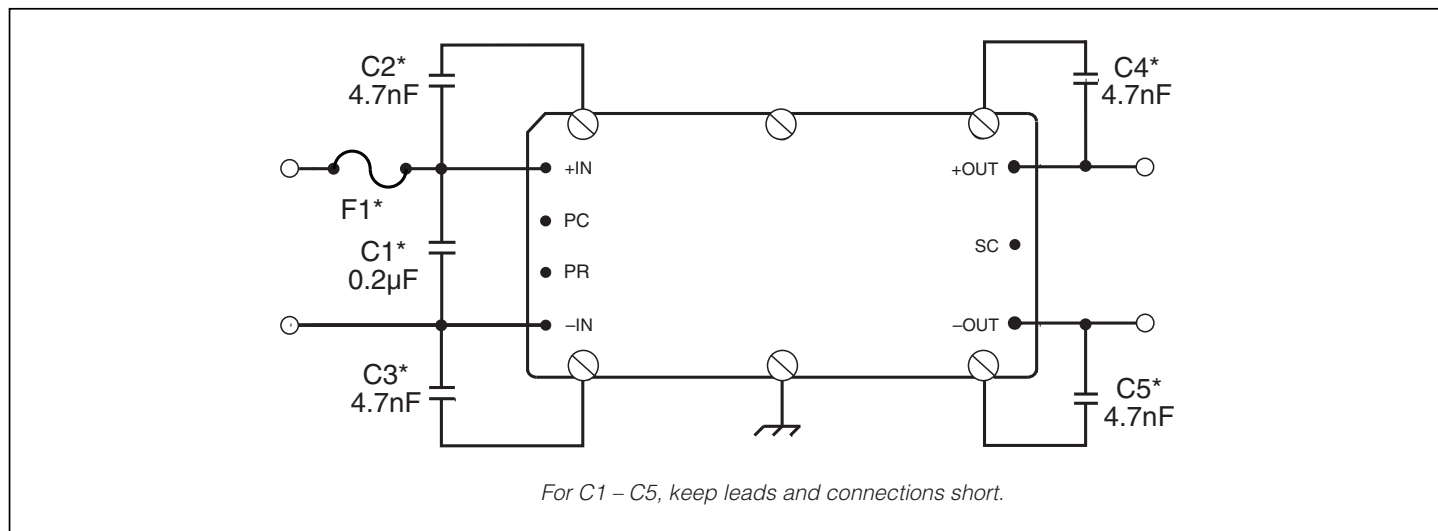 C2*
4.7nF
C4*
4.7nF
+IN
+OUT
F1*
PC
C1*
0.2µF
SC
PR
–IN
–OUT
C3*
4.7nF
C5*
4.7nF
For C1 – C5, keep leads and connections short.